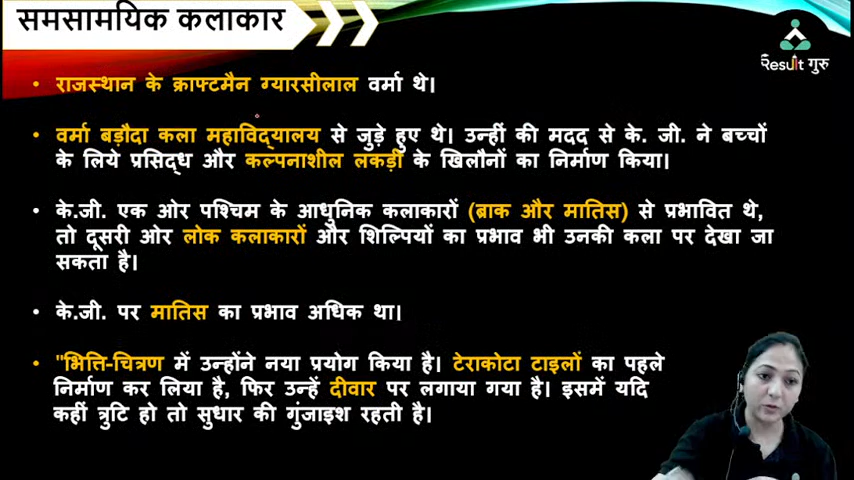 समसामयिक कलाकार
Result गुरु
• राजस्थान के क्राफ्टमैन ग्यारसीलाल वर्मा थे।
• वर्मा बड़ौदा कला महाविद्यालय से जुड़े हुए थे। उन्हीं की मदद से के. जी. ने बच्चों
के लिये प्रसिद्ध और कल्पनाशील लकड़ी के खिलौनों का निर्माण किया।
• के.जी. एक ओर पश्चिम के आधुनिक कलाकारों (ब्राक और मातिस) से प्रभावित थे,
तो दूसरी ओर लोक कलाकारों और शिल्पियों का प्रभाव भी उनकी कला पर देखा जा
सकता है।
• के.जी. पर मातिस का प्रभाव अधिक था।
• "भित्ति-चित्रण में उन्होंने नया प्रयोग किया है। टेराकोटा टाइलों का पहले
निर्माण कर लिया है, फिर उन्हें दीवार पर लगाया गया है। इसमें यदि
कहीं त्रुटि हो तो सुधार की गुंजाइश रहती है।